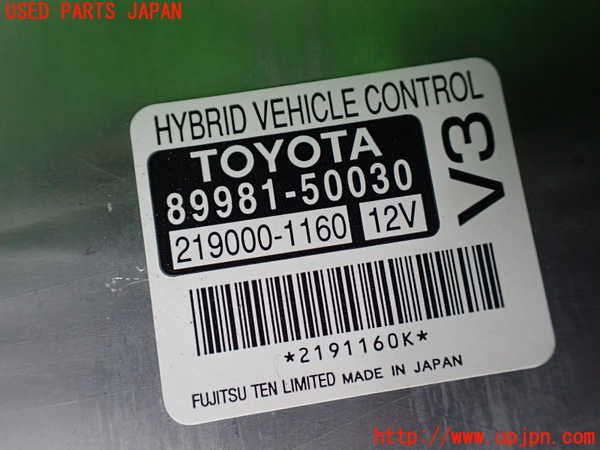 USED PARTS JAPAN
HYBRID VEHICLE CONTROL
TOYOTA
89981-50030
219000-1160 12V
V3
*2191160K*
FUJITSU TEN LIMITED MADE IN JAPAN
http://www.upjpn.com/